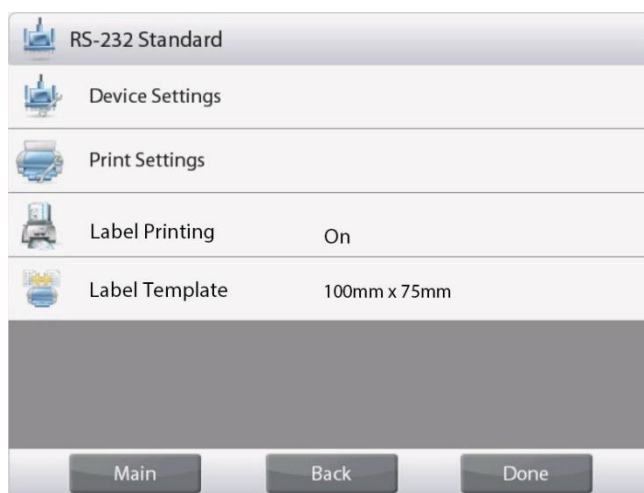 RS-232 Standard
Device Settings
Print Settings
Label Printing On
Label Template 100mm x 75mm
Main Back Done